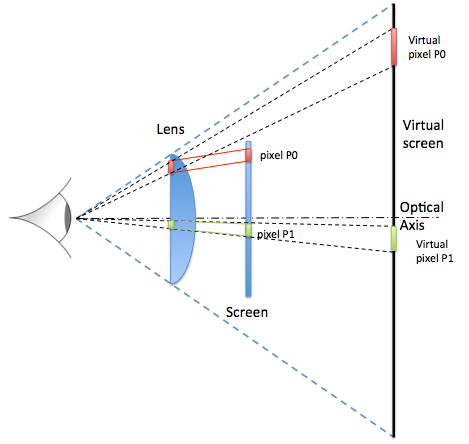 Virtual
pixel P0
Lens
Virtual
screen
pixel P0
Optical
Axis
pixel P1
Virtual
pixel P1
Screen